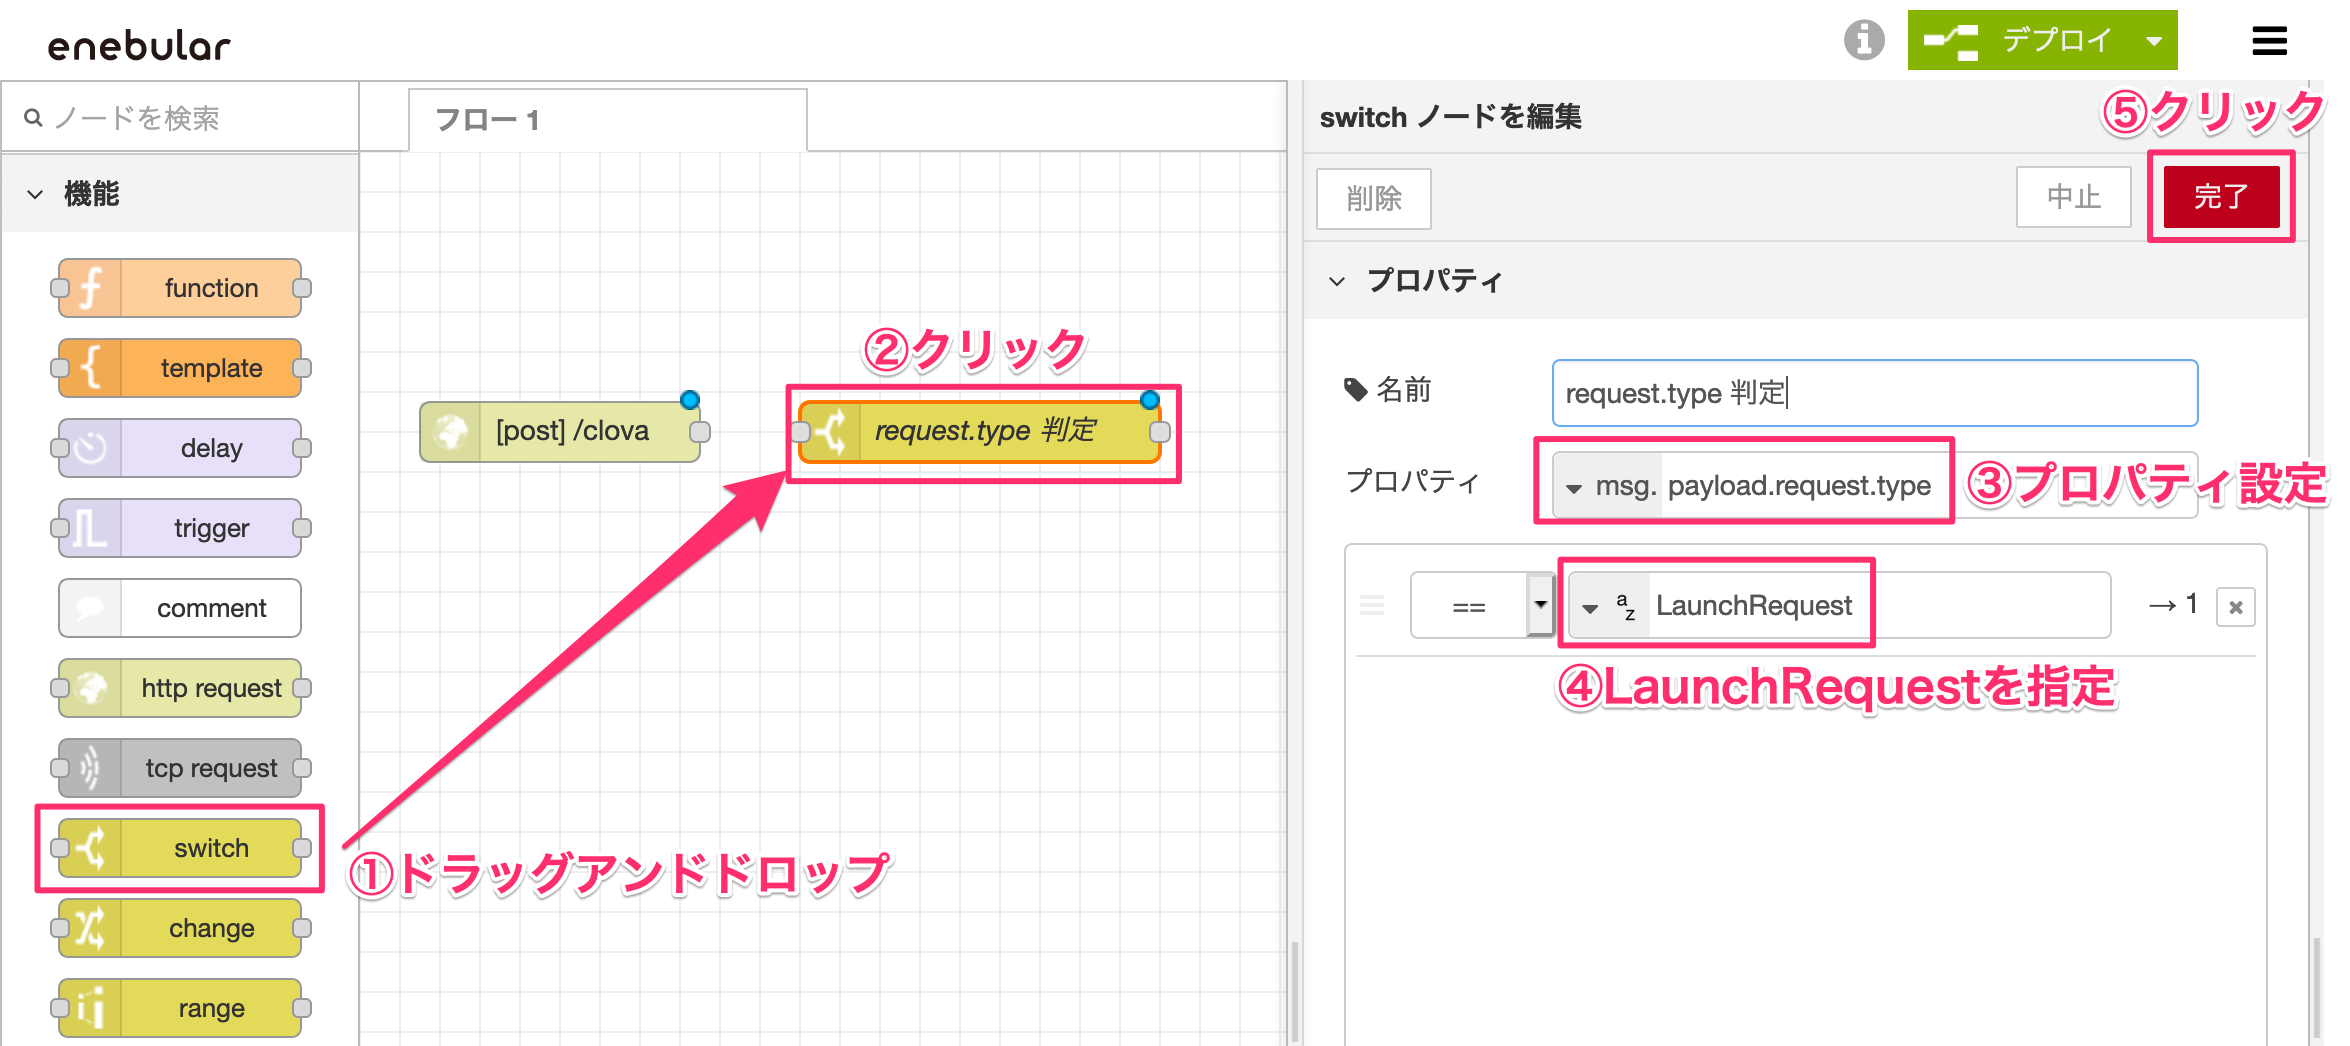 enebular
デプロイ
ノードを検索
フロー 1
機能
function
template
delay
trigger
comment
http request
tcp request
switch
change
range
①ドラッグアンドドロップ
②クリック
[post] /clova
request.type 判定
switch ノードを編集
⑤クリック
削除
中止
完了
プロパティ
名前
request.type 判定
プロパティ
msg. payload.request.type
③プロパティ設定
== az LaunchRequest → 1
④LaunchRequestを指定